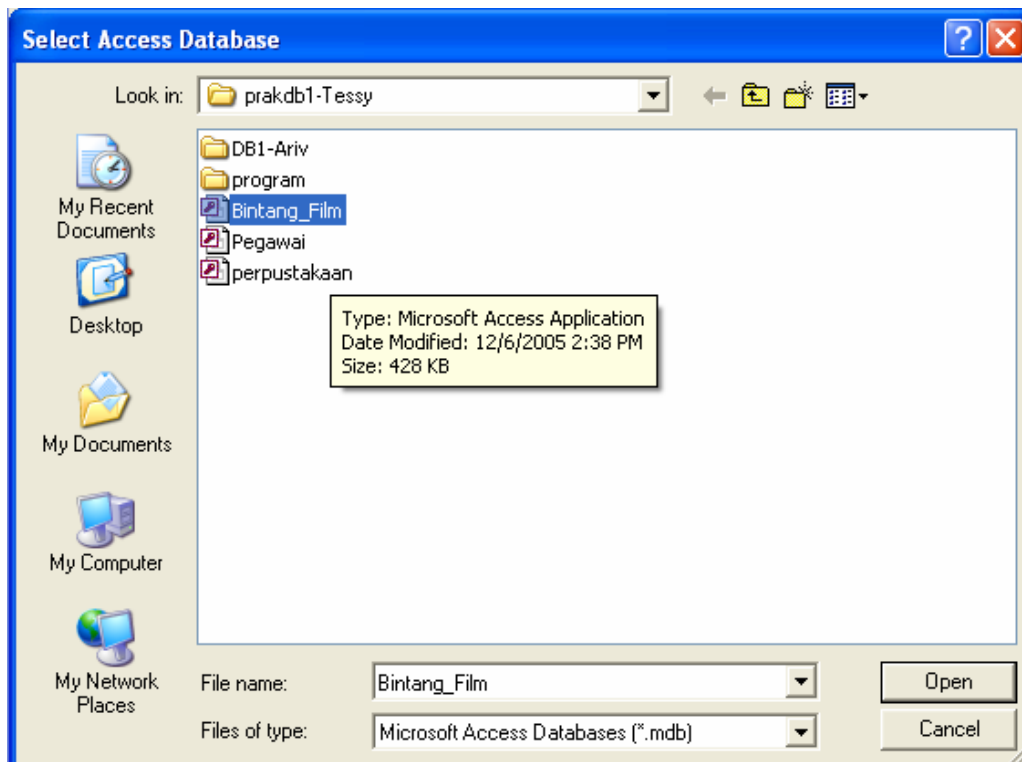 Select Access Database
Look in:
prakdb1-Tessy
DB1-Ariv
program
Bintang_Film
Pegawai
perpustakaan
Type: Microsoft Access Application
Date Modified: 12/6/2005 2:38 PM
Size: 428 KB
My Recent
Documents
Desktop
My Documents
My Computer
My Network
Places
File name:
Bintang_Film
Open
Files of type:
Microsoft Access Databases (*.mdb)
Cancel